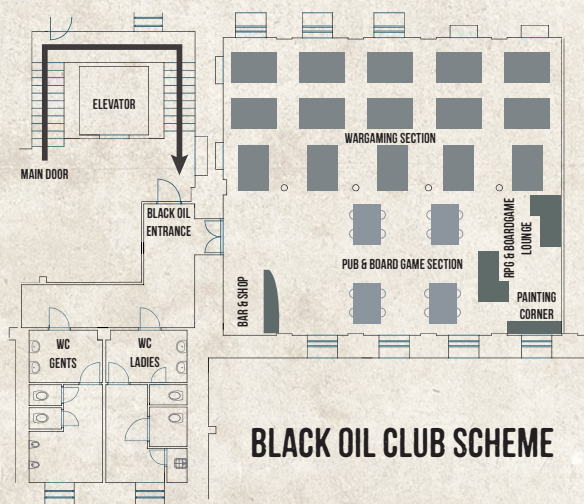 ELEVATOR
MAIN DOOR
WARGAMING SECTION
BLACK OIL
ENTRANCE
RPG & BOARDGAME
LOUNGE
PUB & BOARD GAME SECTION
BAR & SHOP
PAINTING
CORNER
WC
GENTS
WC
LADIES
BLACK OIL CLUB SCHEME